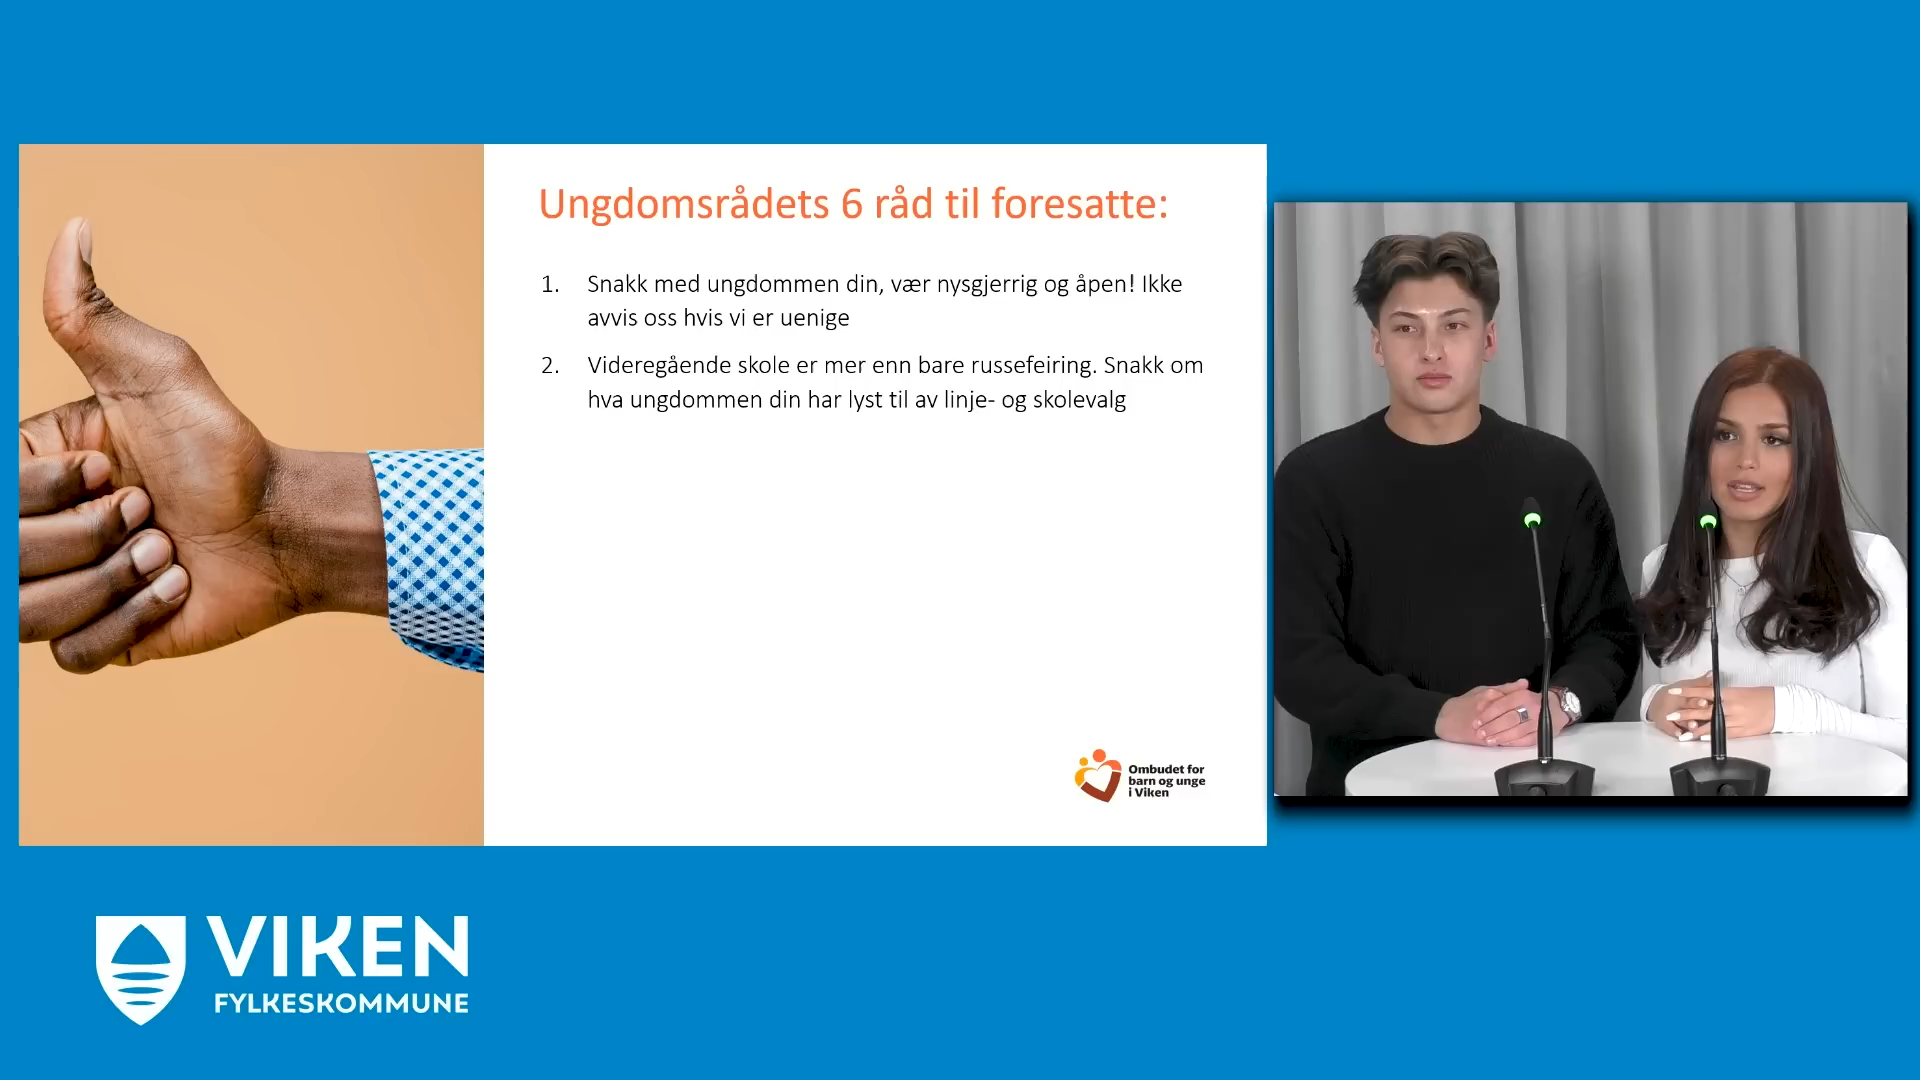 Ungdomsrådets 6 råd til foresatte:
1. Snakk med ungdommen din, vær nysgjerrig og åpen! Ikke
avvis oss hvis vi er uenige
2. Videregående skole er mer enn bare russefeiring. Snakk om
hva ungdommen din har lyst til av linje- og skolevalg
Ombudet for
barn og unge
i Viken
VIKEN
FYLKESKOMMUNE